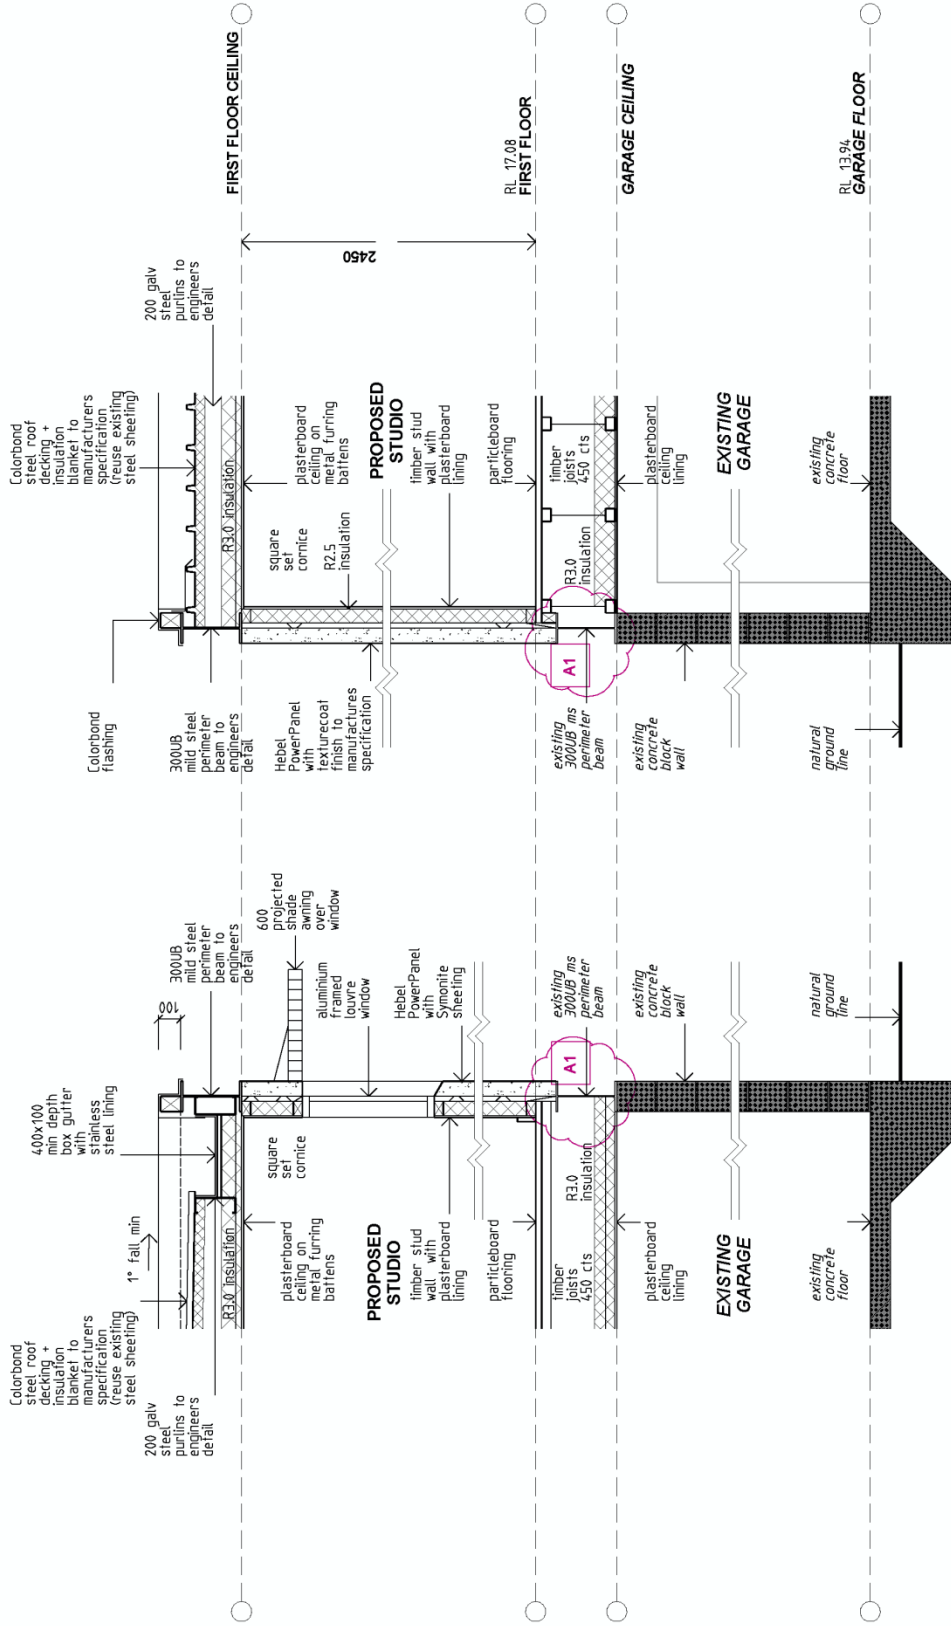 Colorbond
steel roof
decking +
insulation
blanket to
manufacturers
specification
(reuse existing
steel sheeting)
1° fall min
400x100
min depth
box gutter
with
stainless
steel lining
100
300UB
mild steel
perimeter
beam to
engineers
detail
200 galv
steel
purlins to
engineers
detail
R3.0 insulation
plasterboard
ceiling on
metal furring
battens
square
set
cornice
600
projected
shade
awning
over
window
aluminium
framed
louvre
window
PROPOSED
STUDIO
timber stud
wall with
plasterboard
lining
Hebel
PowerPanel
with
Symonite
sheeting
particleboard
flooring
timber
joists
450 cts
R3.0
insulation
A1
existing
300UB ms
perimeter
beam
plasterboard
ceiling
lining
existing
concrete
block
wall
EXISTING
GARAGE
existing
concrete
floor
natural
ground
line
Colorbond
flashing
Colorbond
steel roof
decking +
insulation
blanket to
manufacturers
specification
(reuse existing
steel sheeting)
200 galv
steel
purlins to
engineers
detail
300UB
mild steel
perimeter
beam to
engineers
detail
R3.0 insulation
Hebel
PowerPanel
with
texturecoat
finish to
manufactures
specification
square
set
cornice
R2.5
insulation
plasterboard
ceiling on
metal furring
battens
PROPOSED
STUDIO
timber stud
wall with
plasterboard
lining
particleboard
flooring
A1
existing
300UB ms
perimeter
beam
R3.0
insulation
timber
joists
450 cts
plasterboard
ceiling
lining
existing
concrete
block
wall
EXISTING
GARAGE
existing
concrete
floor
natural
ground
line
FIRST FLOOR CEILING
2450
RL 17.08
FIRST FLOOR
GARAGE CEILING
RL 13.94
GARAGE FLOOR